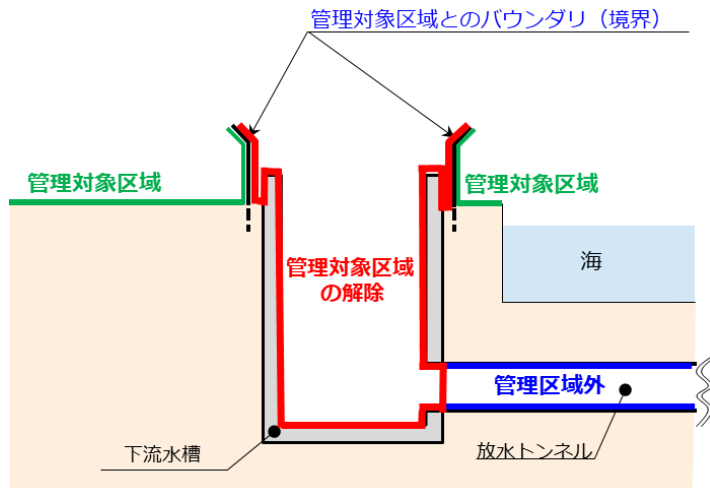 管理対象区域とのバウンダリ（境界）
管理対象区域
管理対象区域
海
管理対象区域
の解除
管理区域外
下流水槽
放水トンネル